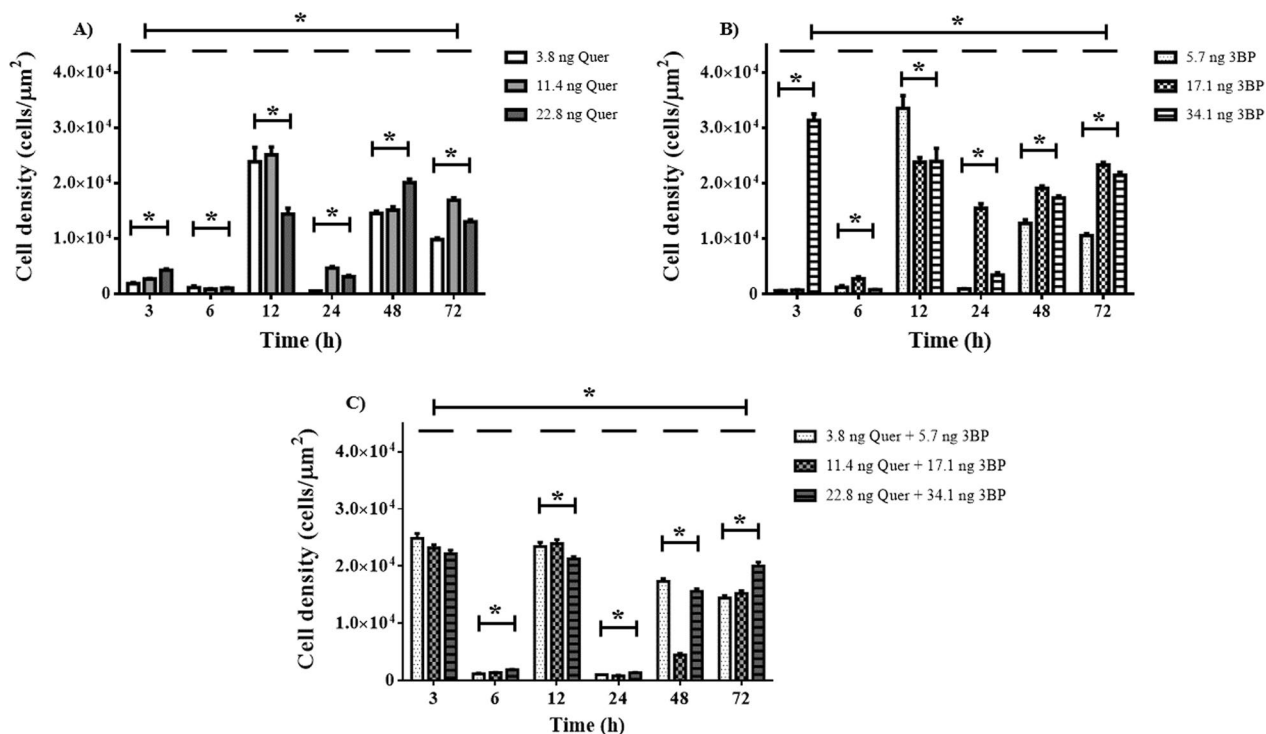 A)
*
Cell density (cells/µm²)
4.0×10⁴
3.0×10⁴
2.0×10⁴
1.0×10⁴
0
* * * * * *
3 6 12 24 48 72
Time (h)
3.8 ng Quer
11.4 ng Quer
22.8 ng Quer
B)
*
Cell density (cells/µm²)
4.0×10⁴
3.0×10⁴
2.0×10⁴
1.0×10⁴
0
* * * * * *
3 6 12 24 48 72
Time (h)
5.7 ng 3BP
17.1 ng 3BP
34.1 ng 3BP
C)
*
Cell density (cells/µm²)
4.0×10⁴
3.0×10⁴
2.0×10⁴
1.0×10⁴
0
* * * * *
3 6 12 24 48 72
Time (h)
3.8 ng Quer + 5.7 ng 3BP
11.4 ng Quer + 17.1 ng 3BP
22.8 ng Quer + 34.1 ng 3BP